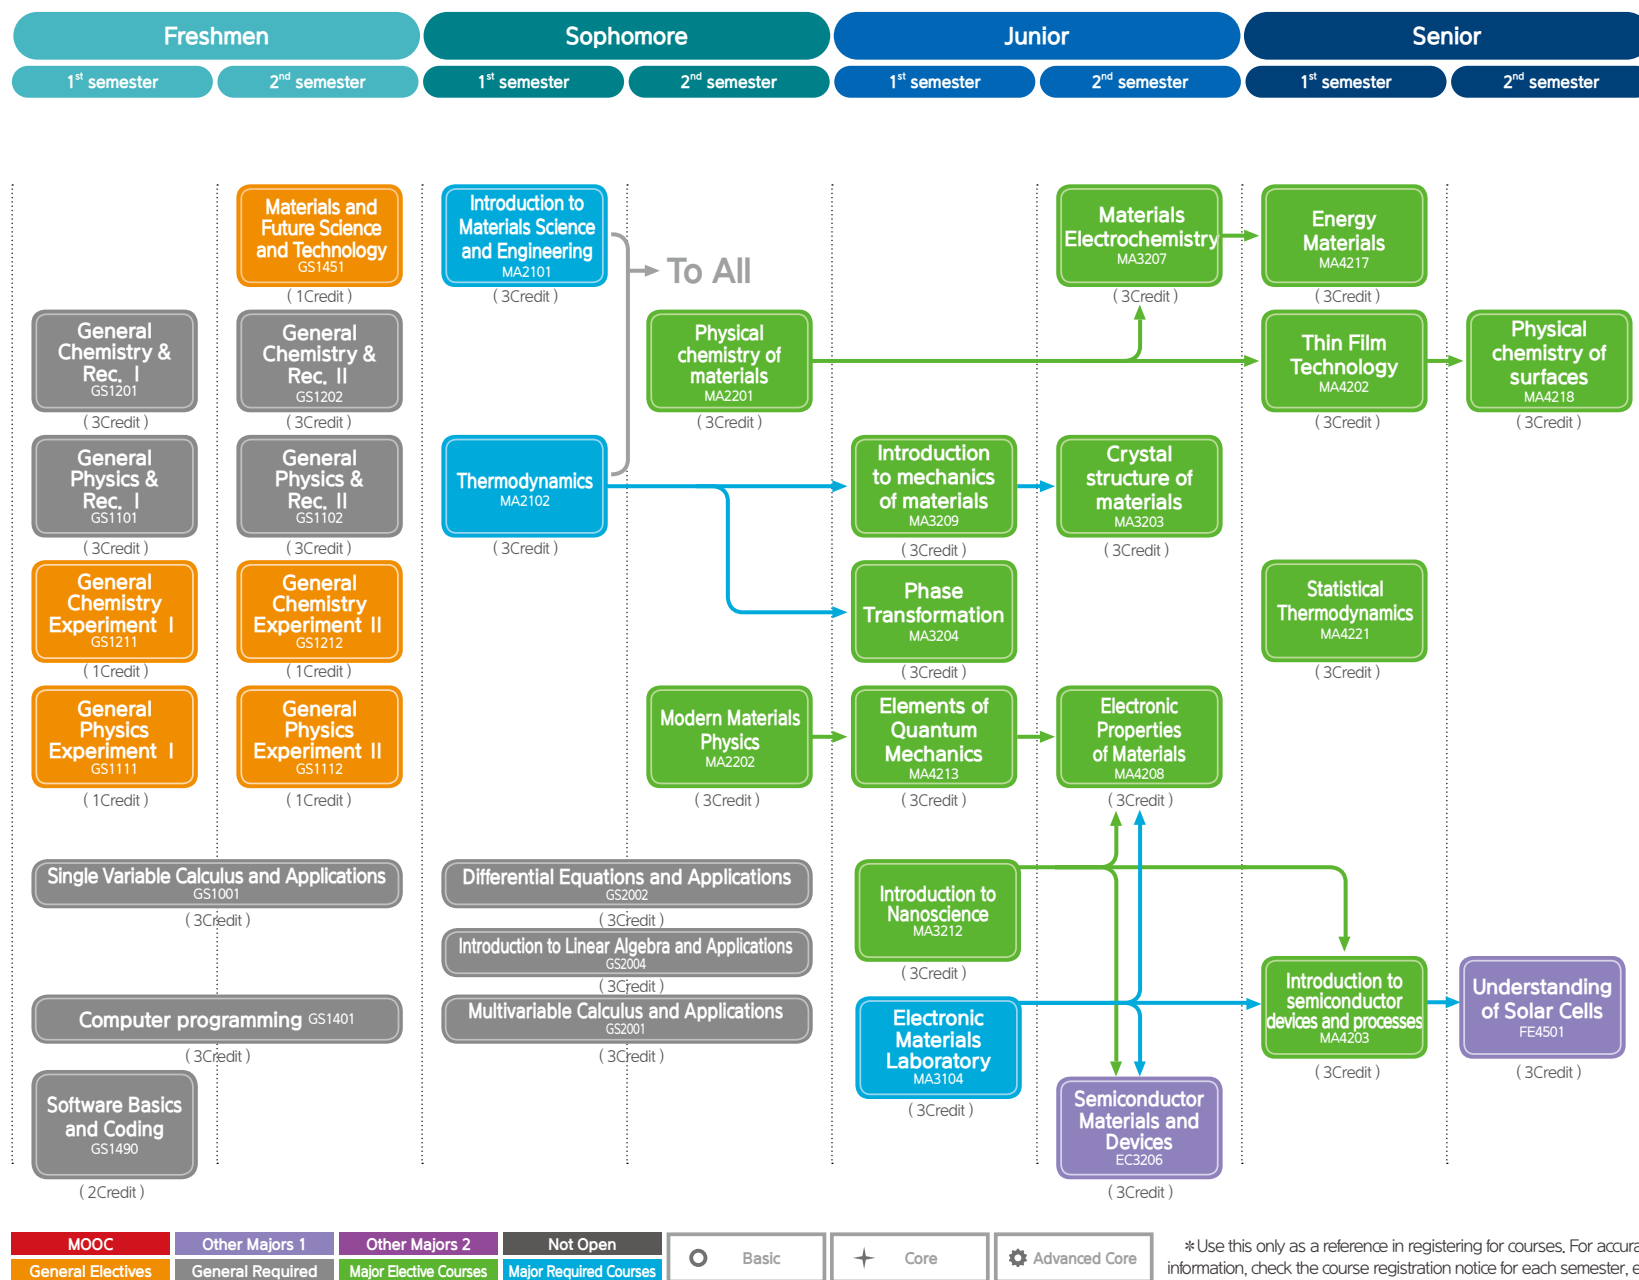 Freshmen
Sophomore
Junior
Senior
1st semester
2nd semester
1st semester
2nd semester
1st semester
2nd semester
1st semester
2nd semester
Materials and
Future Science
and Technology
GS1451
( 1Credit )
Introduction to
Materials Science
and Engineering
MA2101
( 3Credit )
To All
Materials
Electrochemistry
MA3207
( 3Credit )
Energy
Materials
MA4217
( 3Credit )
General
Chemistry &
Rec. Ⅰ
GS1201
( 3Credit )
General
Chemistry &
Rec. Ⅱ
GS1202
( 3Credit )
Physical
chemistry of
materials
MA2201
( 3Credit )
Thin Film
Technology
MA4202
( 3Credit )
Physical
chemistry of
surfaces
MA4218
( 3Credit )
General
Physics &
Rec. Ⅰ
GS1101
( 3Credit )
General
Physics &
Rec. Ⅱ
GS1102
( 3Credit )
Thermodynamics
MA2102
( 3Credit )
Introduction
to mechanics
of materials
MA3209
( 3Credit )
Crystal
structure of
materials
MA3203
( 3Credit )
General
Chemistry
Experiment Ⅰ
GS1211
( 1Credit )
General
Chemistry
Experiment Ⅱ
GS1212
( 1Credit )
Phase
Transformation
MA3204
( 3Credit )
Statistical
Thermodynamics
MA4221
( 3Credit )
General
Physics
Experiment Ⅰ
GS1111
( 1Credit )
General
Physics
Experiment Ⅱ
GS1112
( 1Credit )
Modern Materials
Physics
MA2202
( 3Credit )
Elements of
Quantum
Mechanics
MA4213
( 3Credit )
Electronic
Properties
of Materials
MA4208
( 3Credit )
Single Variable Calculus and Applications
GS1001
( 3Credit )
Differential Equations and Applications
GS2002
( 3Credit )
Introduction to Linear Algebra and Applications
GS2004
( 3Credit )
Introduction to
Nanoscience
MA3212
( 3Credit )
Computer programming GS1401
( 3Credit )
Multivariable Calculus and Applications
GS2001
( 3Credit )
Electronic
Materials
Laboratory
MA3104
( 3Credit )
Introduction to
semiconductor
devices and processes
MA4203
( 3Credit )
Understanding
of Solar Cells
FE4501
( 3Credit )
Software Basics
and Coding
GS1490
( 2Credit )
Semiconductor
Materials and
Devices
EC3206
( 3Credit )
MOOC
Other Majors 1
Other Majors 2
Not Open
General Electives
General Required
Major Elective Courses
Major Required Courses
Basic
Core
Advanced Core
*Use this only as a reference in registering for courses. For accura
information, check the course registration notice for each semester, e